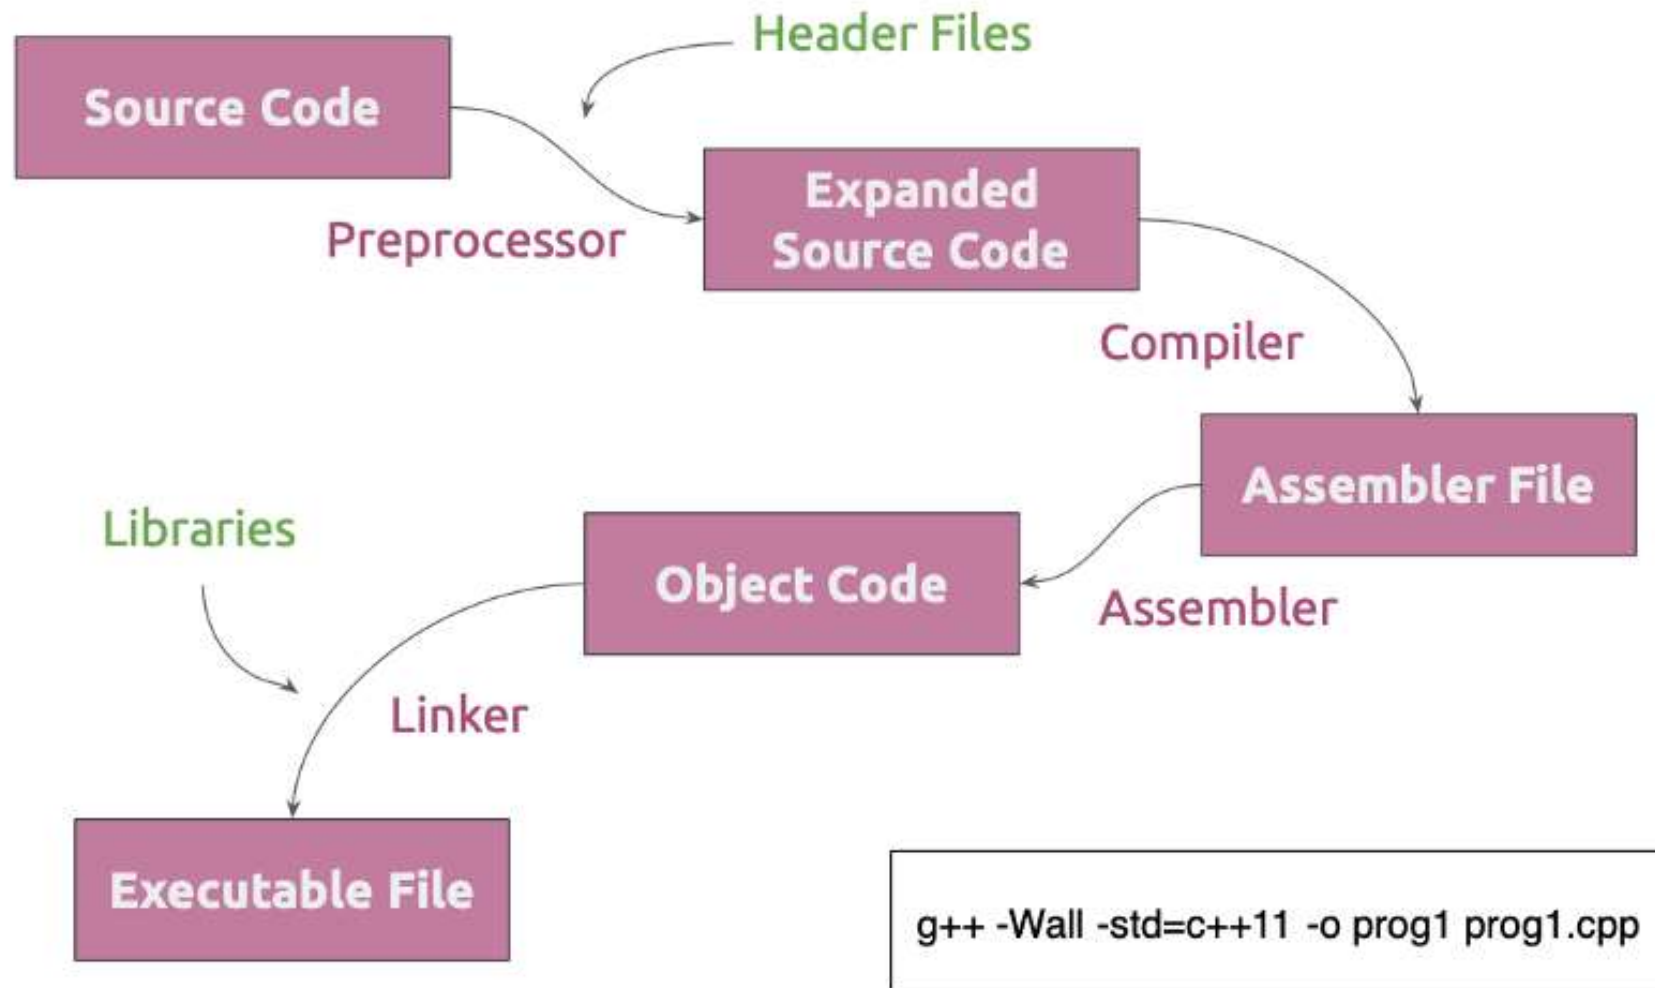 Header Files
Source Code
Expanded
Source Code
Preprocessor
Compiler
Assembler File
Libraries
Object Code
Assembler
Linker
Executable File
g++ -Wall -std=c++11 -o prog1 prog1.cpp